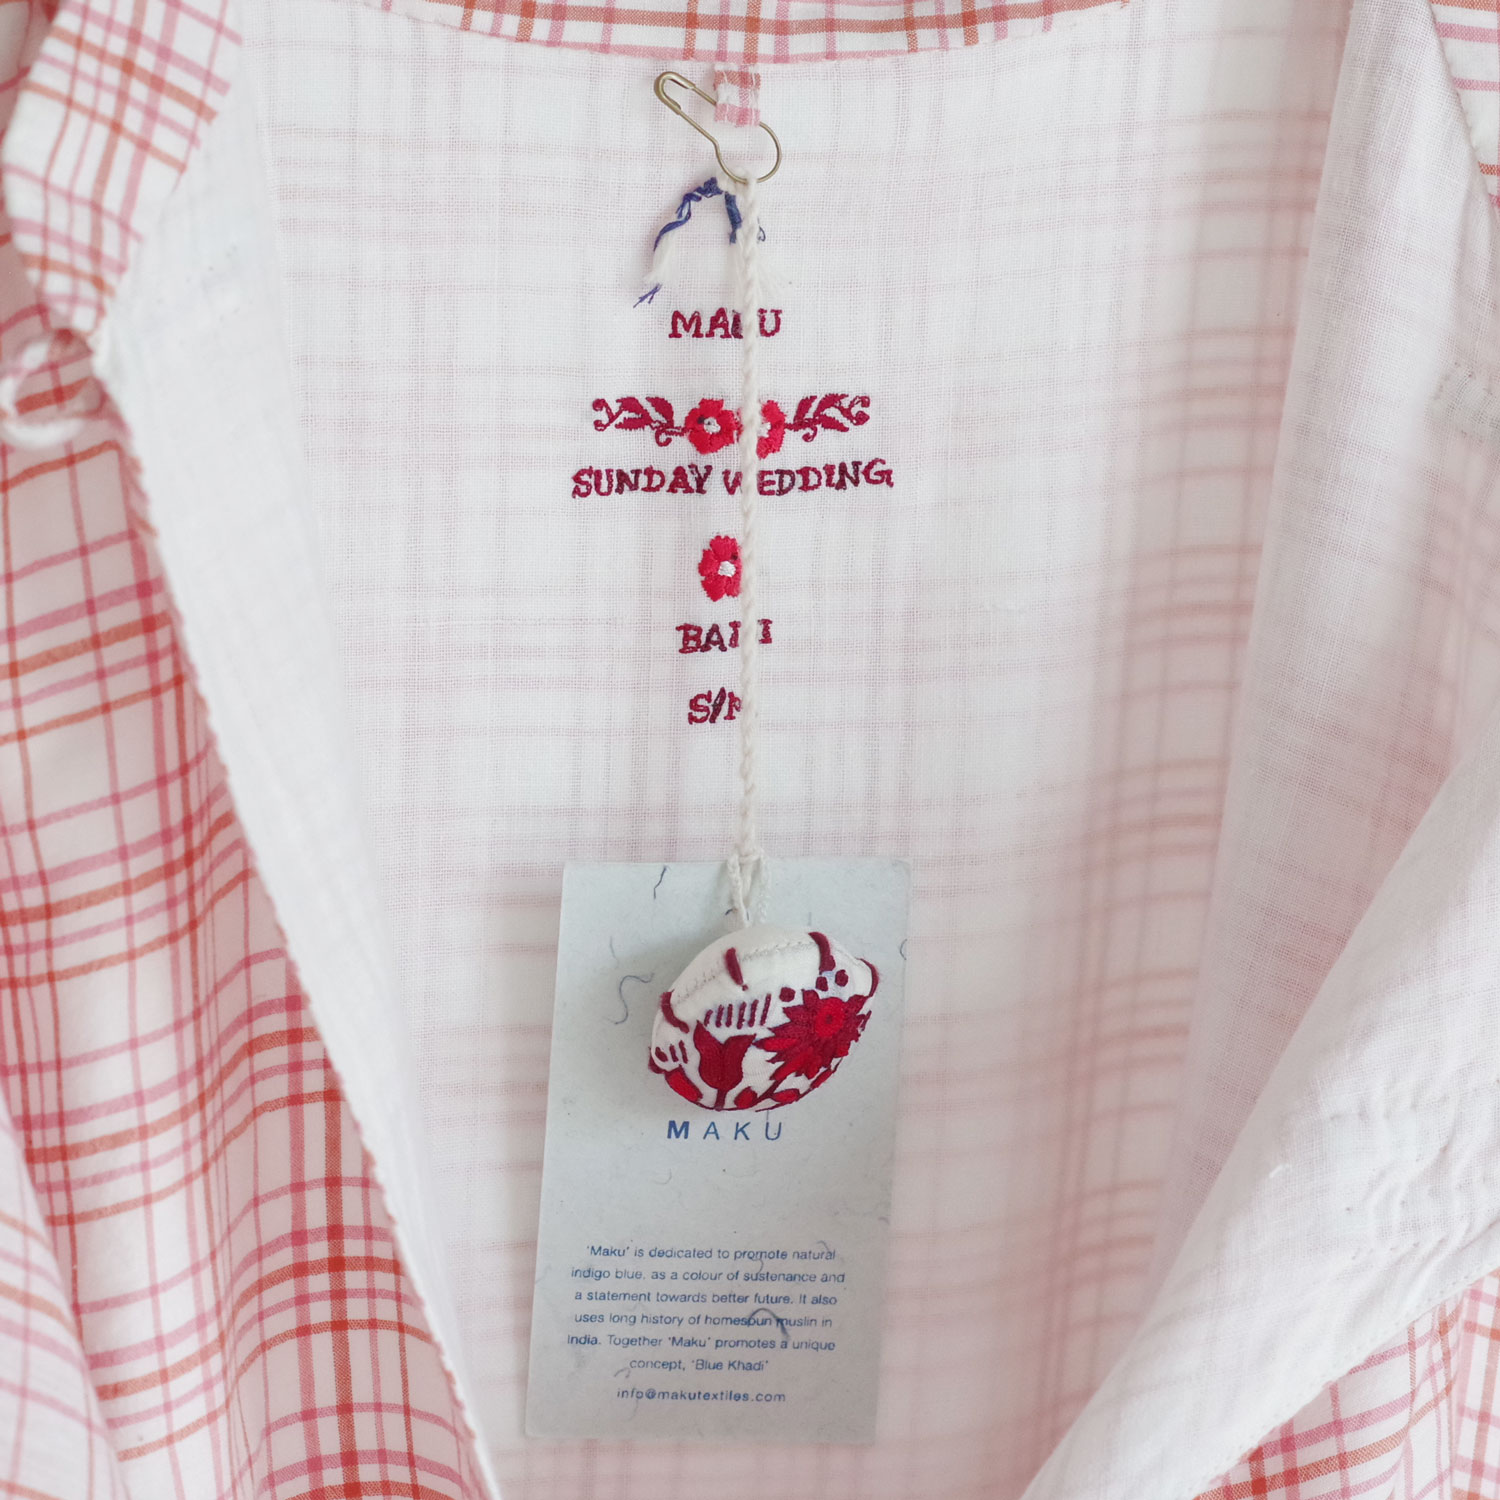 MAKU
SUNDAY WEDDING
S/
MAKU
'Maku' is dedicated to promote natural
indigo blue, as a colour of sustenance and
a statement towards better future. It also
uses long history of homespun muslin in
India. Together 'Maku' promotes a unique
concept, 'Blue Khadi'
info@makutextiles.com